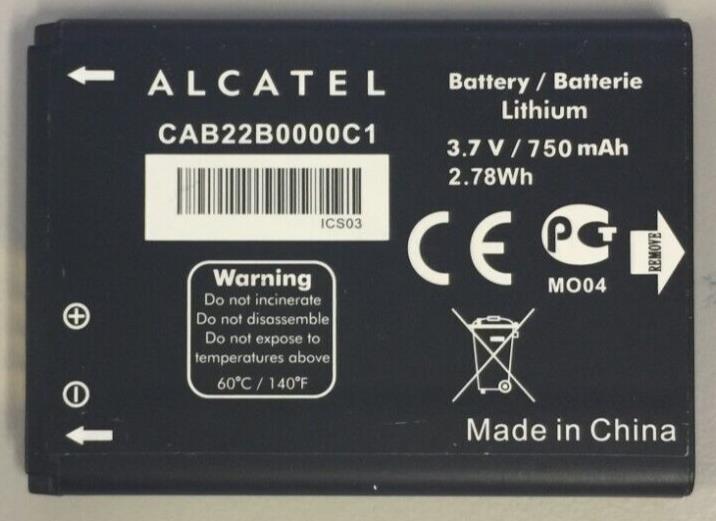 ALCATEL
CAB22B0000C1
ICS03
Battery / Batterie
Lithium
3.7 V / 750 mAh
2.78Wh
CE
PCT
MO04
REMOVE
Warning
Do not incinerate
Do not disassemble
Do not expose to
temperatures above
60°C / 140°F
Made in China